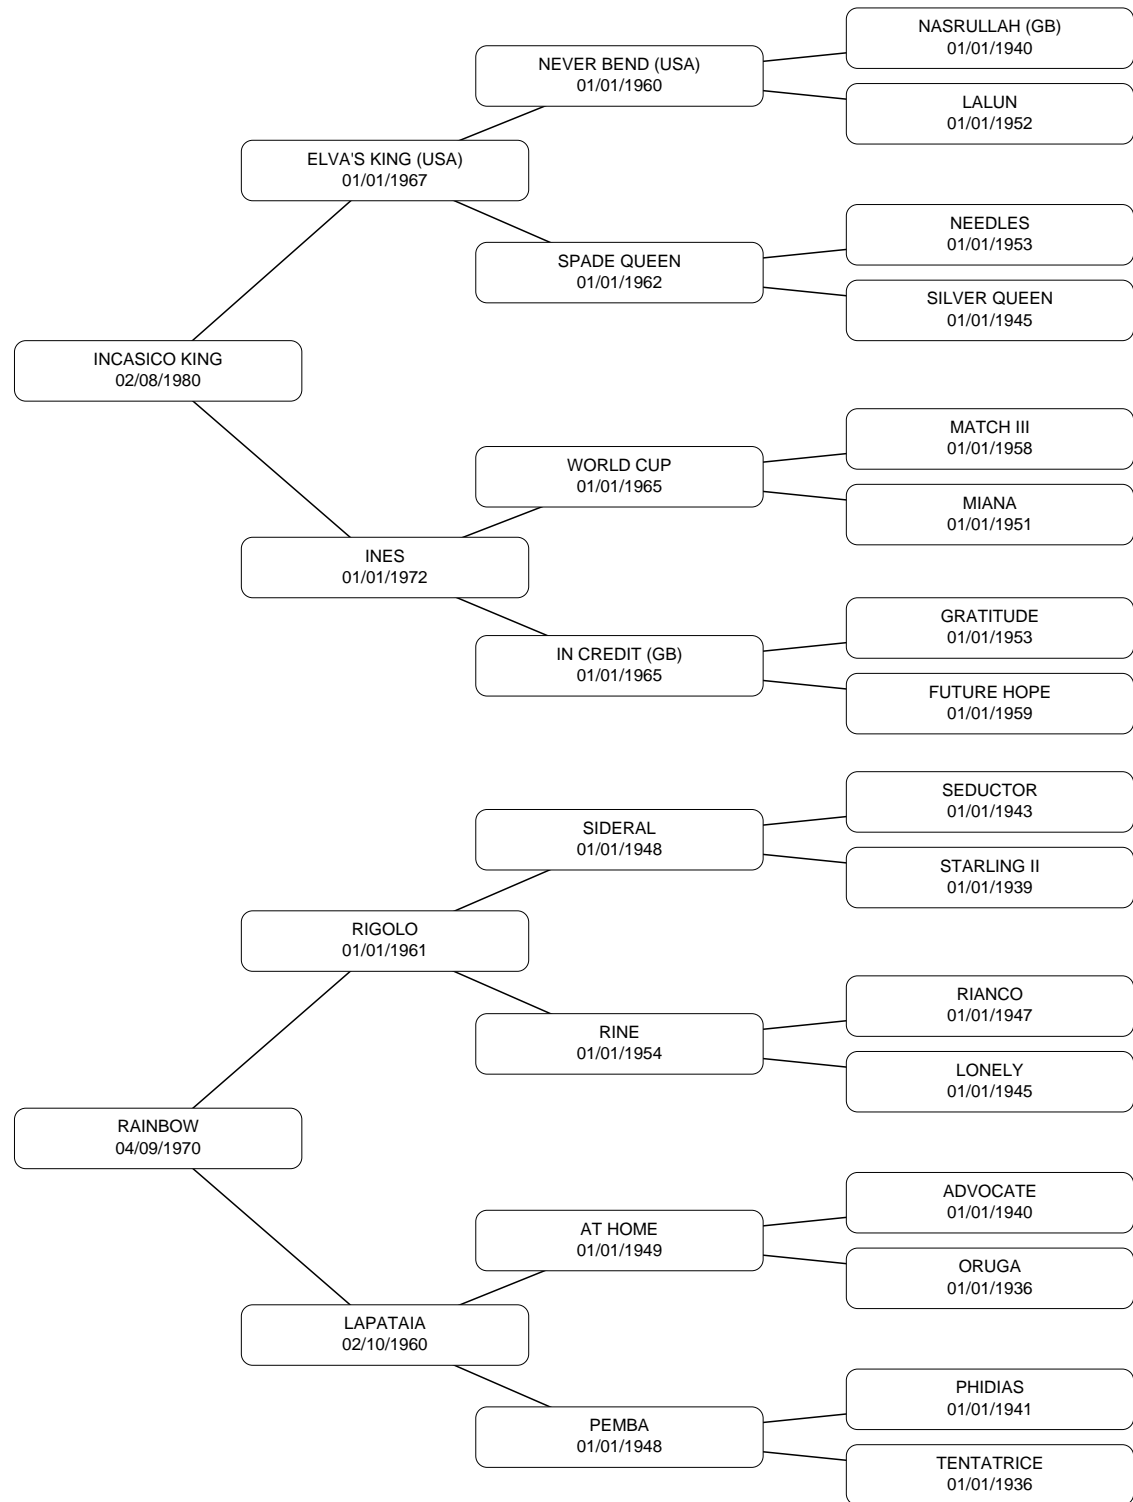 NASRULLAH (GB)
01/01/1940
NEVER BEND (USA)
01/01/1960
LALUN
01/01/1952
ELVA'S KING (USA)
01/01/1967
NEEDLES
01/01/1953
SPADE QUEEN
01/01/1962
SILVER QUEEN
01/01/1945
INCASICO KING
02/08/1980
MATCH III
01/01/1958
WORLD CUP
01/01/1965
MIANA
01/01/1951
INES
01/01/1972
GRATITUDE
01/01/1953
IN CREDIT (GB)
01/01/1965
FUTURE HOPE
01/01/1959
SEDUCTOR
01/01/1943
SIDERAL
01/01/1948
STARLING II
01/01/1939
RIGOLO
01/01/1961
RIANCO
01/01/1947
RINE
01/01/1954
LONELY
01/01/1945
RAINBOW
04/09/1970
ADVOCATE
01/01/1940
AT HOME
01/01/1949
ORUGA
01/01/1936
LAPATAIA
02/10/1960
PHIDIAS
01/01/1941
PEMBA
01/01/1948
TENTATRICE
01/01/1936